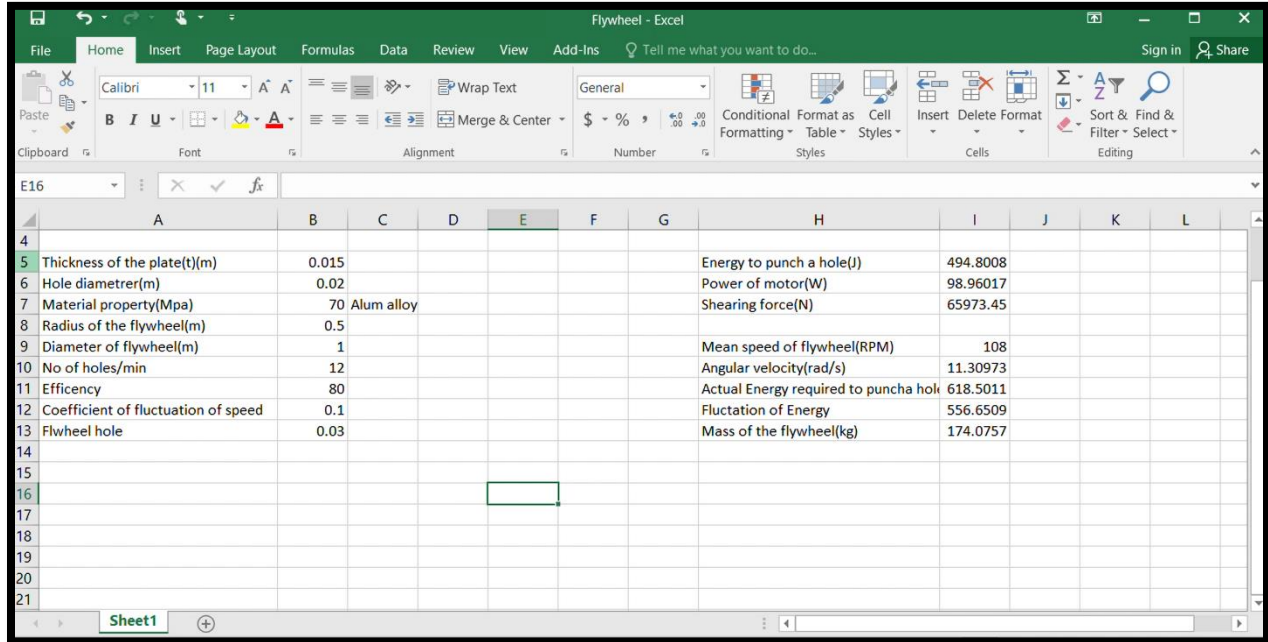 Flywheel - Excel
File Home Insert Page Layout Formulas Data Review View Add-Ins Tell me what you want to do... Sign in Share
Paste
Calibri 11 A A
B I U A
Wrap Text
Merge & Center
General
$ % , .00 .0
Conditional Formatting
Format as Table
Cell Styles
Insert Delete Format
Sort & Filter
Find & Select
Clipboard Font Alignment Number Styles Cells Editing
E16 fx
A B C D E F G H I J K L
4
5 Thickness of the plate(t)(m) 0.015 Energy to punch a hole(J) 494.8008
6 Hole diametrer(m) 0.02 Power of motor(W) 98.96017
7 Material property(Mpa) 70 Alum alloy Shearing force(N) 65973.45
8 Radius of the flywheel(m) 0.5
9 Diameter of flywheel(m) 1 Mean speed of flywheel(RPM) 108
10 No of holes/min 12 Angular velocity(rad/s) 11.30973
11 Efficency 80 Actual Energy required to puncha hole 618.5011
12 Coefficient of fluctuation of speed 0.1 Fluctation of Energy 556.6509
13 Flwheel hole 0.03 Mass of the flywheel(kg) 174.0757
14
15
16
17
18
19
20
21
Sheet1